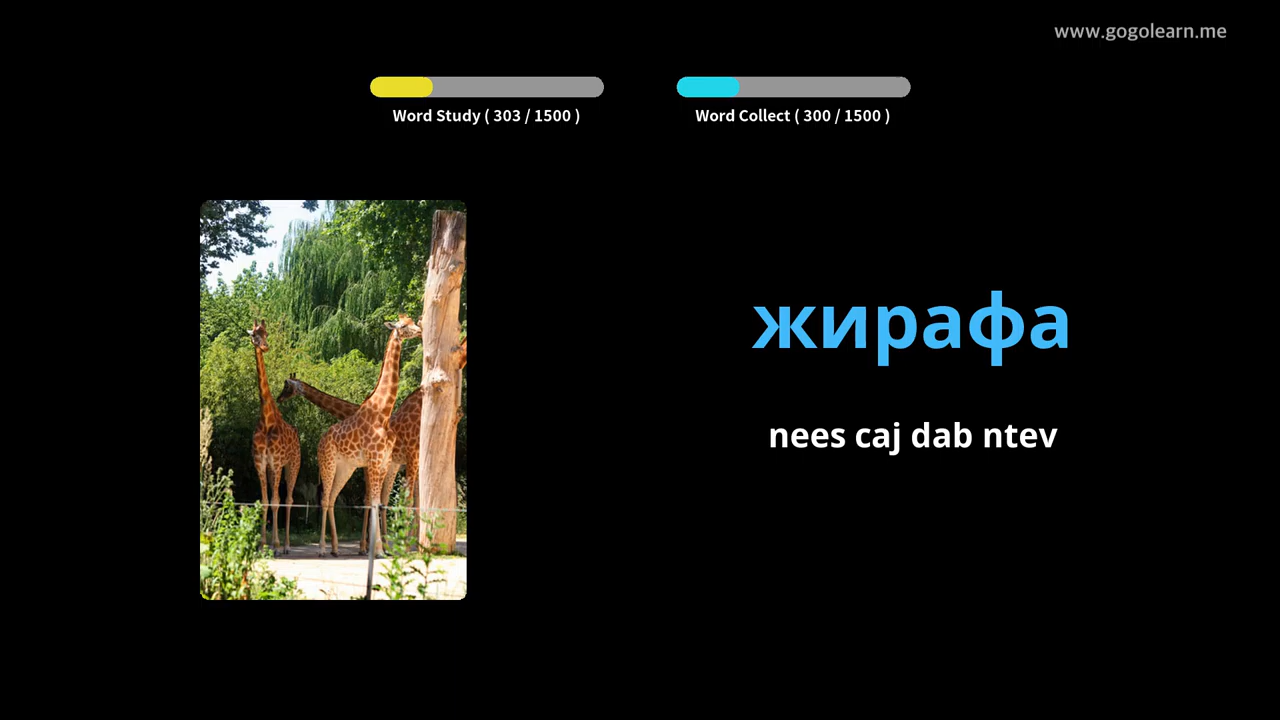 www.gogolearn.me
Word Study ( 303 / 1500 )
Word Collect ( 300 / 1500 )
жирафа
nees caj dab ntev